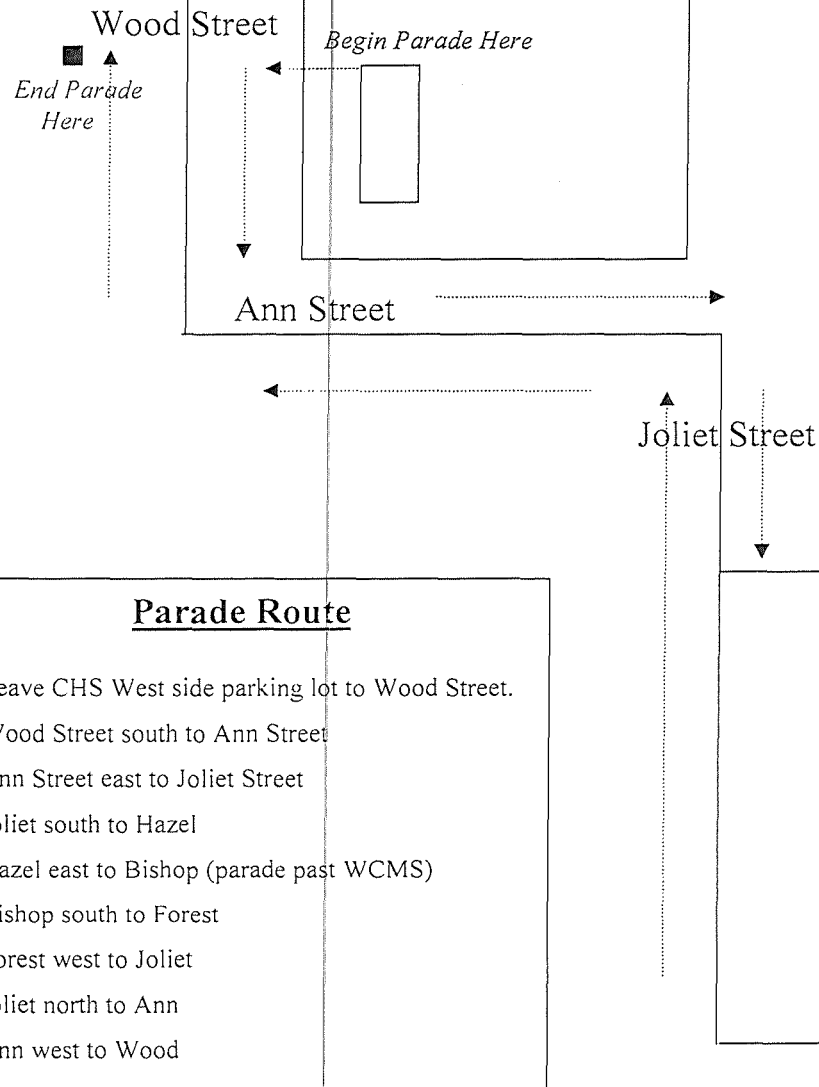 Wood Street
Begin Parade Here
End Parade
Here
Ann Street
Joliet Street
Parade Route
eave CHS West side parking lot to Wood Street.
ood Street south to Ann Street
nn Street east to Joliet Street
liet south to Hazel
azel east to Bishop (parade past WCMS)
ishop south to Forest
orest west to Joliet
liet north to Ann
nn west to Wood